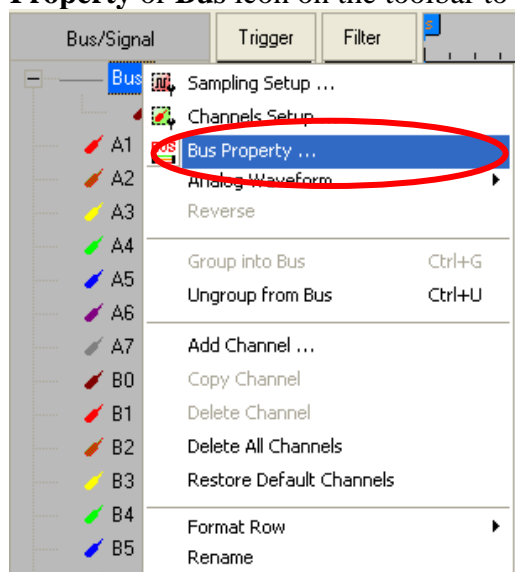 Property or Bus icon on the toolbar to
Bus/Signal Trigger Filter
Bus
Sampling Setup ...
Channels Setup
A1 BUS Bus Property ...
A2 Analog Waveform
A3 Reverse
A4
Group into Bus Ctrl+G
A5
Ungroup from Bus Ctrl+U
A6
A7 Add Channel ...
B0 Copy Channel
B1 Delete Channel
B2 Delete All Channels
B3 Restore Default Channels
B4
Format Row
B5
Rename